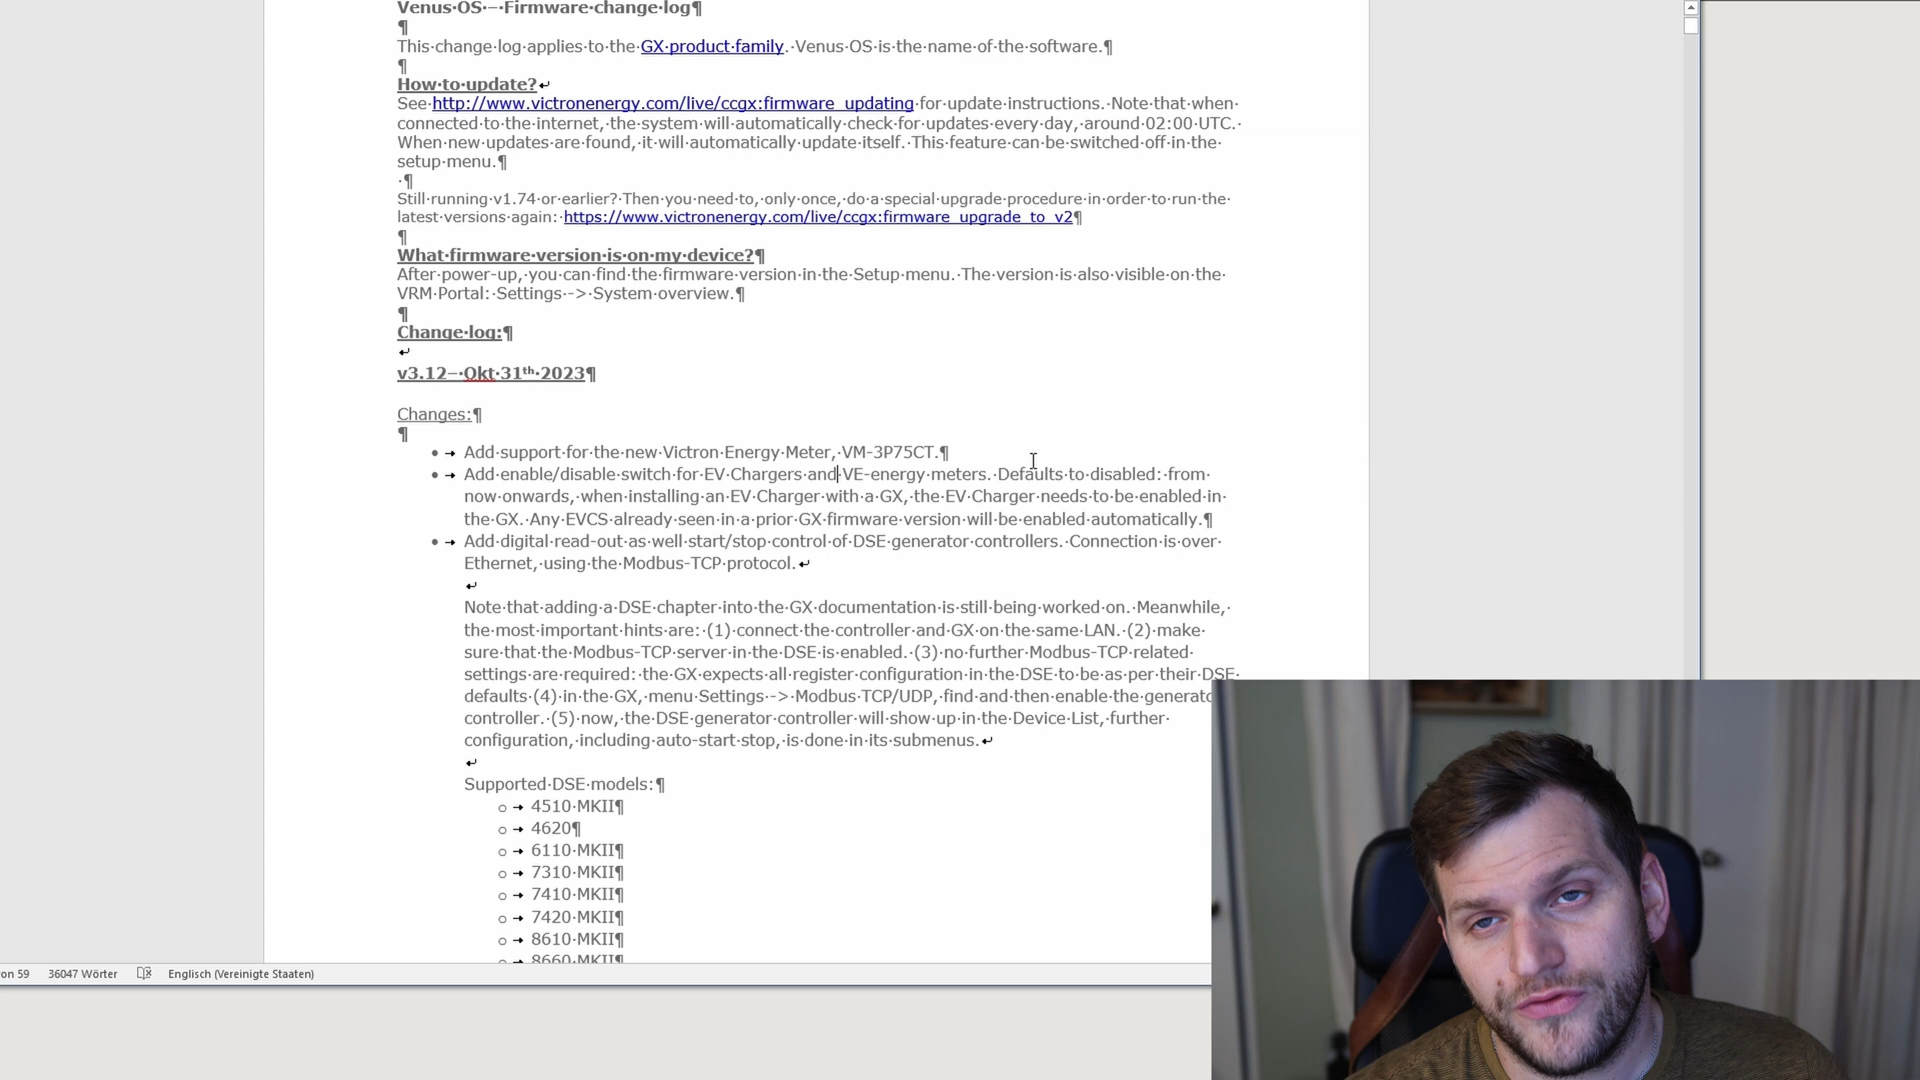 Venus OS – Firmware change log¶
¶
This change log applies to the GX product family. Venus OS is the name of the software.¶
¶
How to update?
See http://www.victronenergy.com/live/ccgx:firmware_updating for update instructions. Note that when
connected to the internet, the system will automatically check for updates every day, around 02:00 UTC.
When new updates are found, it will automatically update itself. This feature can be switched off in the
setup menu.¶
¶
Still running v1.74 or earlier? Then you need to, only once, do a special upgrade procedure in order to run the
latest versions again: https://www.victronenergy.com/live/ccgx:firmware_upgrade_to_v2¶
¶
What firmware version is on my device?¶
After power-up, you can find the firmware version in the Setup menu. The version is also visible on the
VRM Portal: Settings -> System overview.¶
¶
Change log:¶
v3.12 – Okt 31th 2023¶
Changes:¶
¶
Add support for the new Victron Energy Meter, VM-3P75CT.¶
Add enable/disable switch for EV Chargers and VE-energy meters. Defaults to disabled: from
now onwards, when installing an EV Charger with a GX, the EV Charger needs to be enabled in
the GX. Any EVCS already seen in a prior GX firmware version will be enabled automatically.¶
Add digital read-out as well start/stop control of DSE generator controllers. Connection is over
Ethernet, using the Modbus-TCP protocol.
Note that adding a DSE chapter into the GX documentation is still being worked on. Meanwhile,
the most important hints are: (1) connect the controller and GX on the same LAN. (2) make
sure that the Modbus-TCP server in the DSE is enabled. (3) no further Modbus-TCP related
settings are required: the GX expects all register configuration in the DSE to be as per their DSE
defaults (4) in the GX, menu Settings -> Modbus TCP/UDP, find and then enable the generato
controller. (5) now, the DSE generator controller will show up in the Device List, further
configuration, including auto-start stop, is done in its submenus.
Supported DSE models:¶
4510 MKII¶
4620¶
6110 MKII¶
7310 MKII¶
7410 MKII¶
7420 MKII¶
8610 MKII¶
8660 MKII¶
on 59 36047 Wörter Englisch (Vereinigte Staaten)